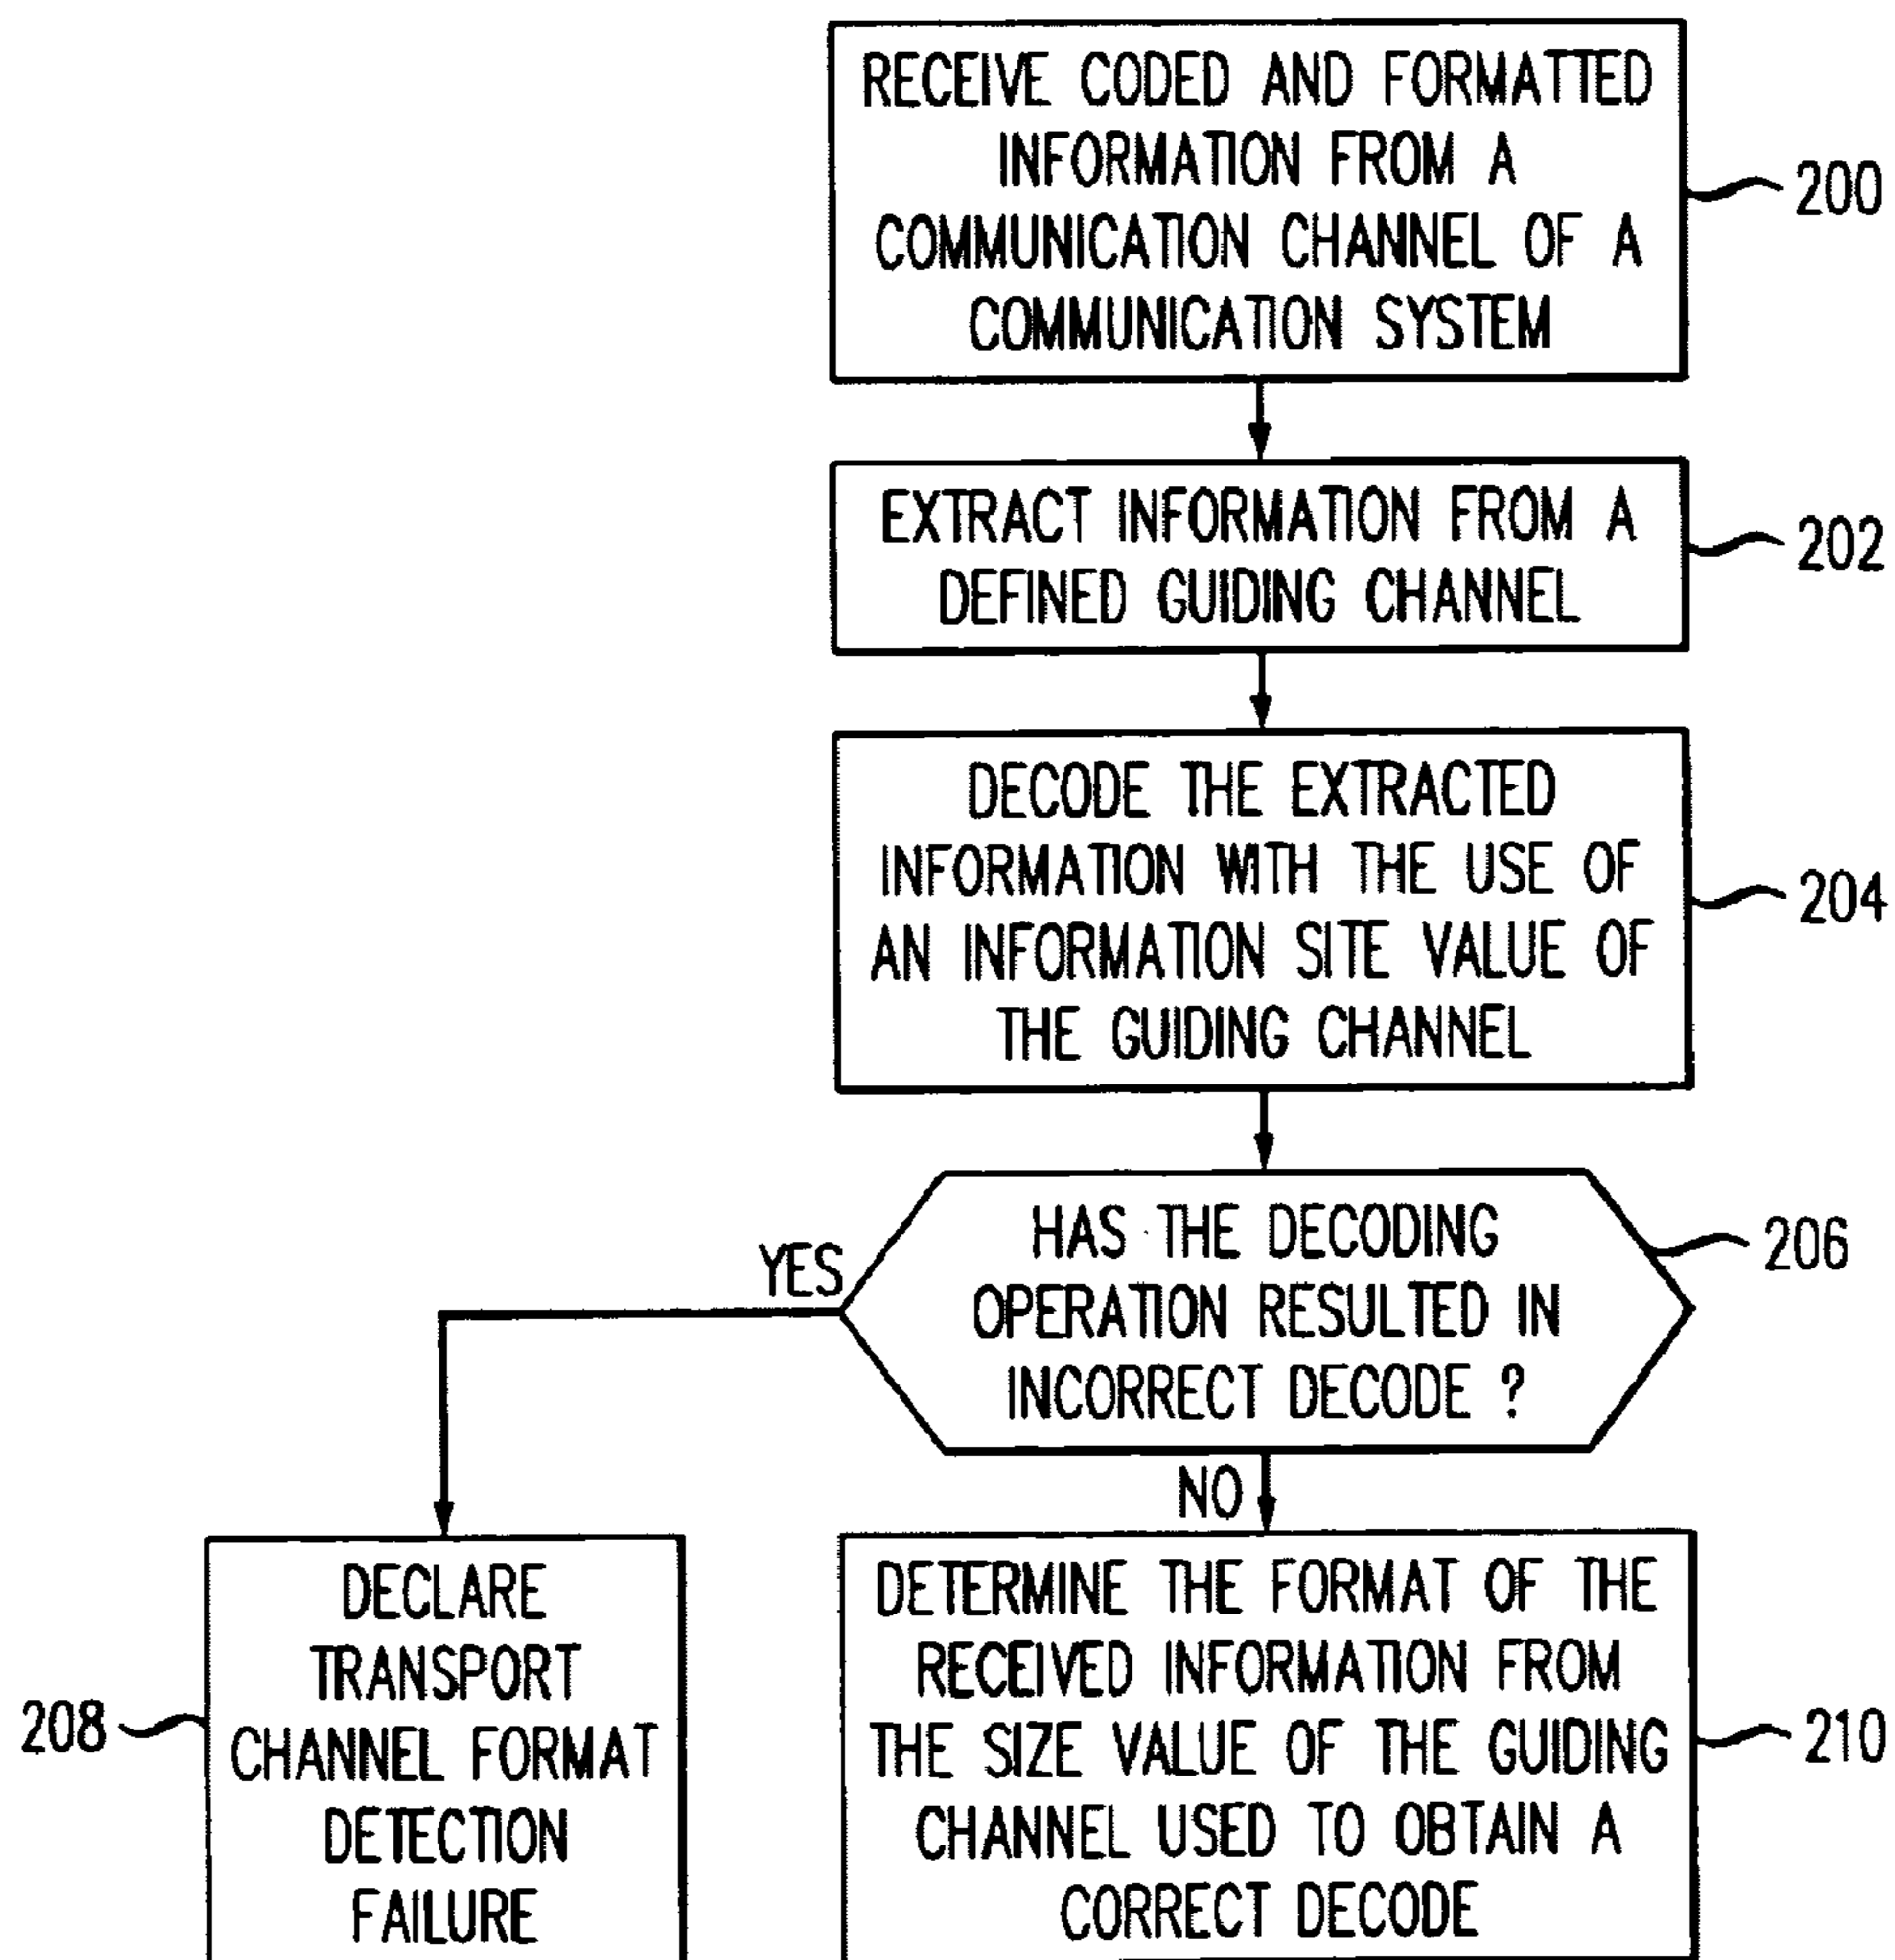 RECEIVE CODED AND FORMATTED
INFORMATION FROM A
COMMUNICATION CHANNEL OF A
COMMUNICATION SYSTEM
200
EXTRACT INFORMATION FROM A
DEFINED GUIDING CHANNEL
202
DECODE THE EXTRACTED
INFORMATION WITH THE USE OF
AN INFORMATION SITE VALUE OF
THE GUIDING CHANNEL
204
HAS THE DECODING
OPERATION RESULTED IN
INCORRECT DECODE ?
206
YES
NO
DECLARE
TRANSPORT
CHANNEL FORMAT
DETECTION
FAILURE
208
DETERMINE THE FORMAT OF THE
RECEIVED INFORMATION FROM
THE SIZE VALUE OF THE GUIDING
CHANNEL USED TO OBTAIN A
CORRECT DECODE
210